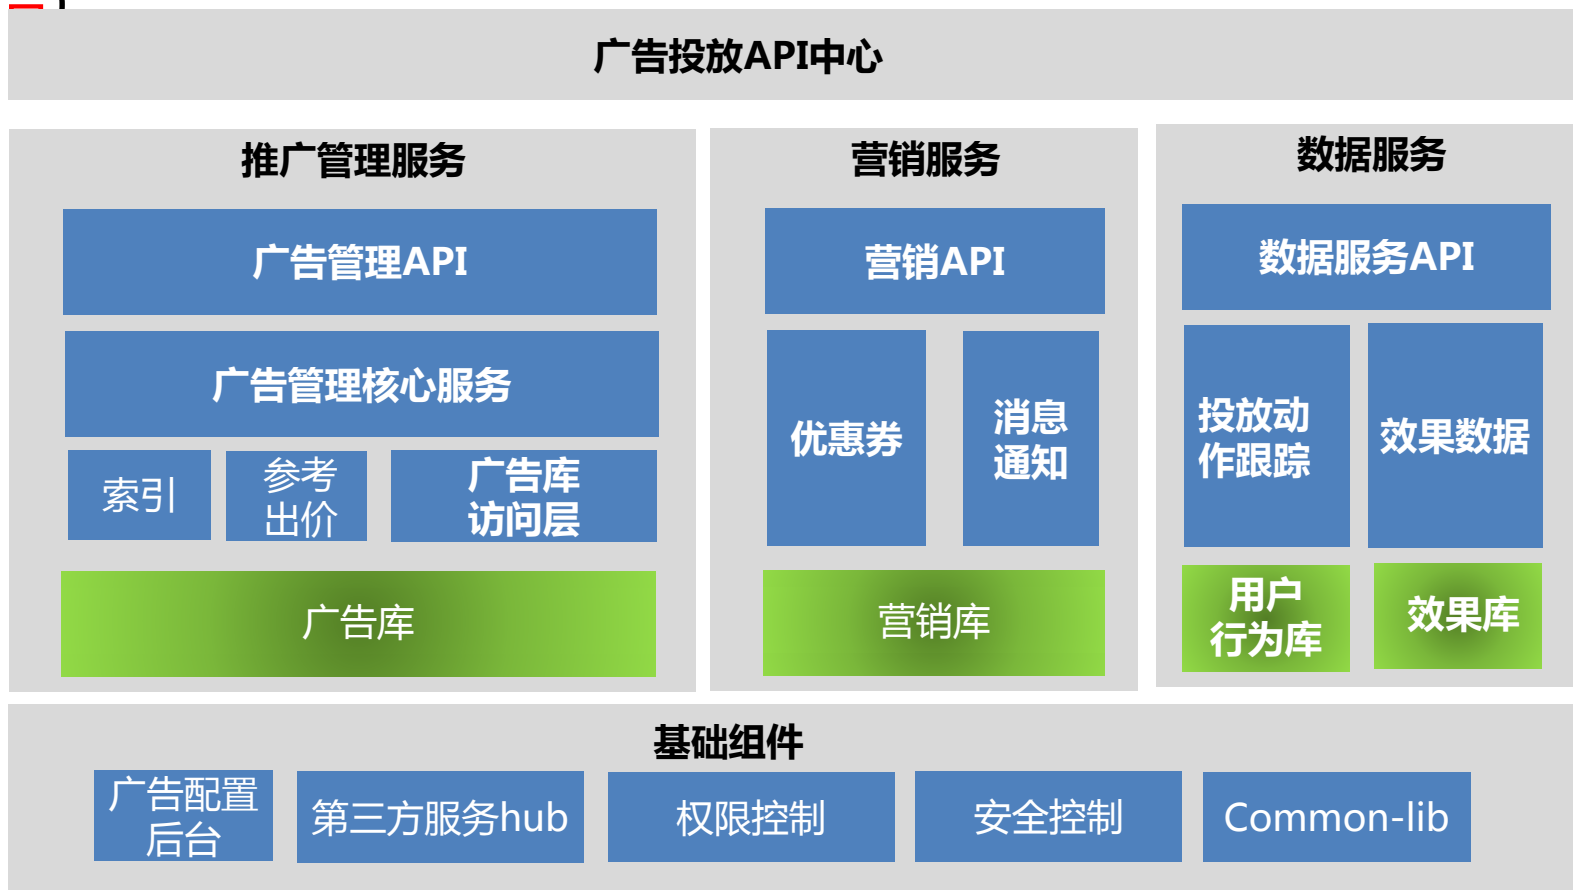 广告投放API中心
推广管理服务
广告管理API
广告管理核心服务
索引
参考
出价
广告库
访问层
广告库
营销服务
营销API
优惠券
消息
通知
营销库
数据服务
数据服务API
投放动
作跟踪
效果数据
用户
行为库
效果库
基础组件
广告配置
后台
第三方服务hub
权限控制
安全控制
Common-lib